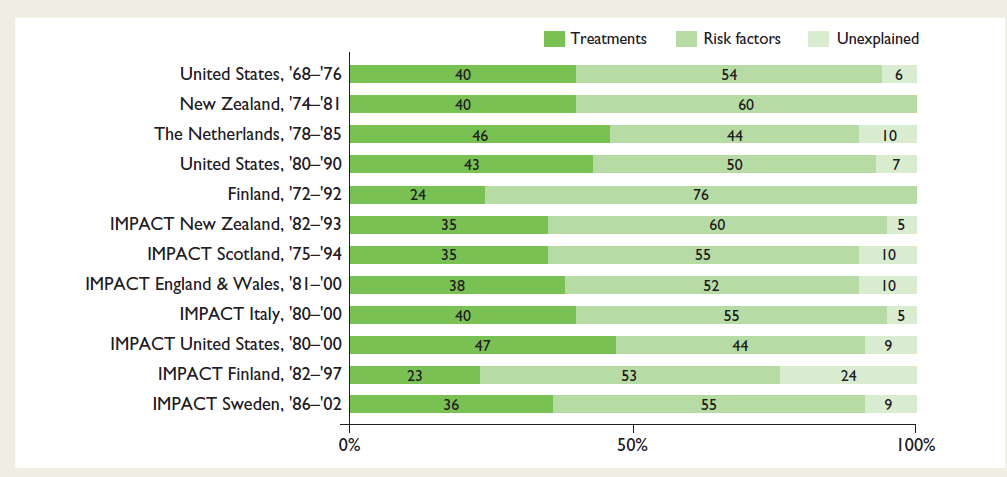 Treatments Risk factors Unexplained
United States, '68–'76 40 54 6
New Zealand, '74–'81 40 60
The Netherlands, '78–'85 46 44 10
United States, '80–'90 43 50 7
Finland, '72–'92 24 76
IMPACT New Zealand, '82–'93 35 60 5
IMPACT Scotland, '75–'94 35 55 10
IMPACT England & Wales, '81–'00 38 52 10
IMPACT Italy, '80–'00 40 55 5
IMPACT United States, '80–'00 47 44 9
IMPACT Finland, '82–'97 23 53 24
IMPACT Sweden, '86–'02 36 55 9
0% 50% 100%